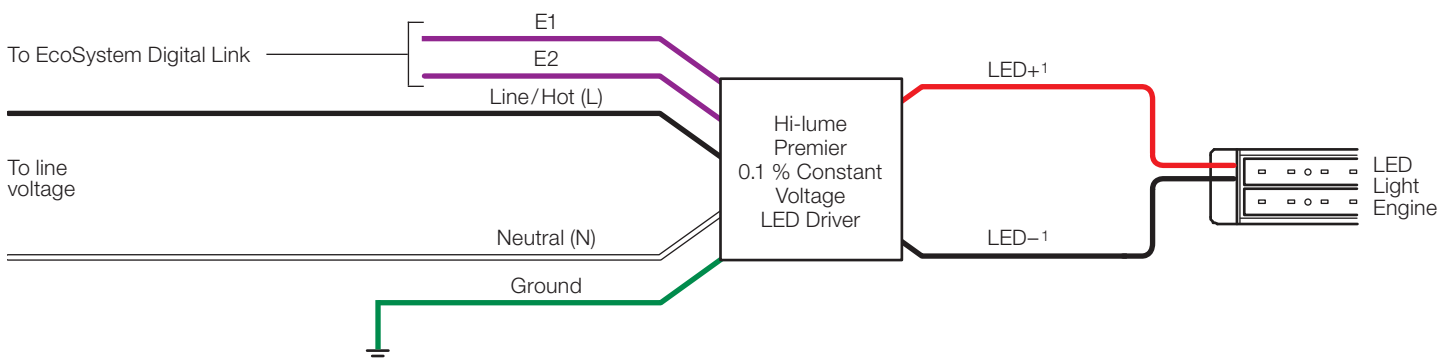 E1
To EcoSystem Digital Link
E2
Line/Hot (L)
To line
voltage
Neutral (N)
Ground
Hi-lume
Premier
0.1 % Constant
Voltage
LED Driver
LED+1
LED−1
LED
Light
Engine